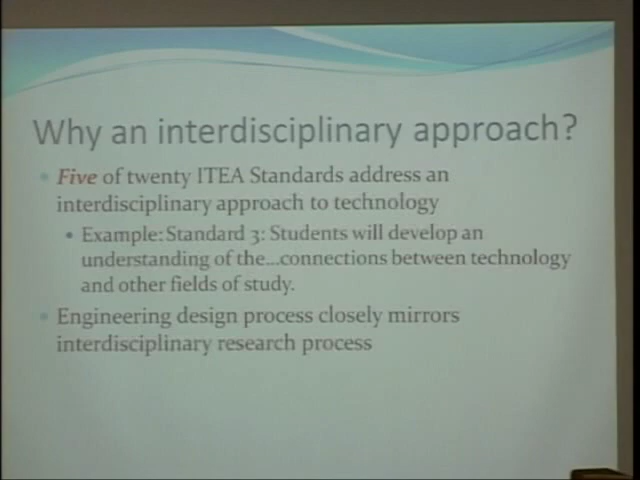 Why an interdisciplinary approach?
Five of twenty ITEA Standards address an
interdisciplinary approach to technology
Example: Standard 3: Students will develop an
understanding of the...connections between technology
and other fields of study.
Engineering design process closely mirrors
interdisciplinary research process